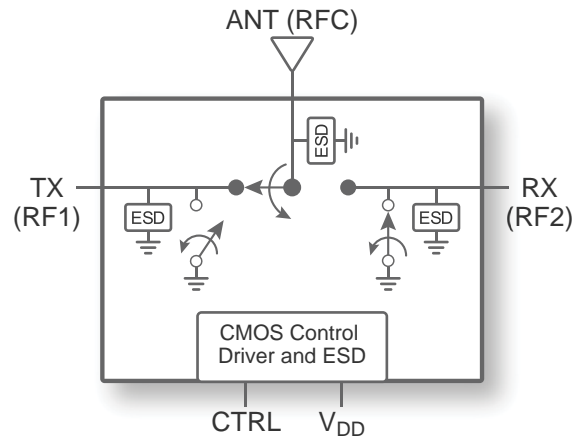 ANT (RFC)
ESD
TX
(RF1)
ESD
ESD
RX
(RF2)
CMOS Control
Driver and ESD
CTRL
VDD